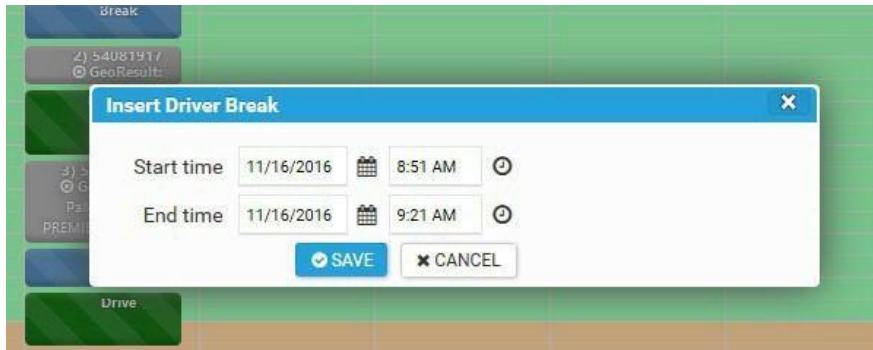 Break
2) 54081917
GeoResult:
Insert Driver Break
Start time 11/16/2016 8:51 AM
End time 11/16/2016 9:21 AM
SAVE CANCEL
PREMI
Drive